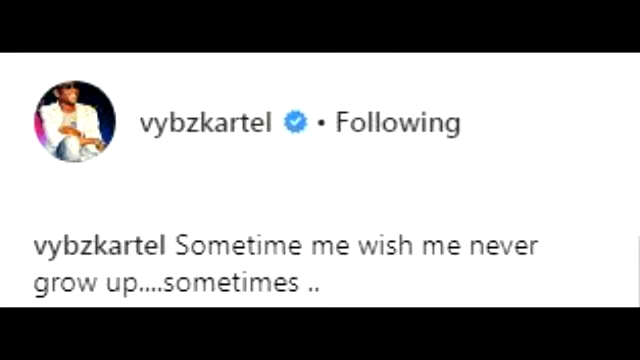 vybzkartel • Following
vybzkartel Sometime me wish me never
grow up....sometimes ..